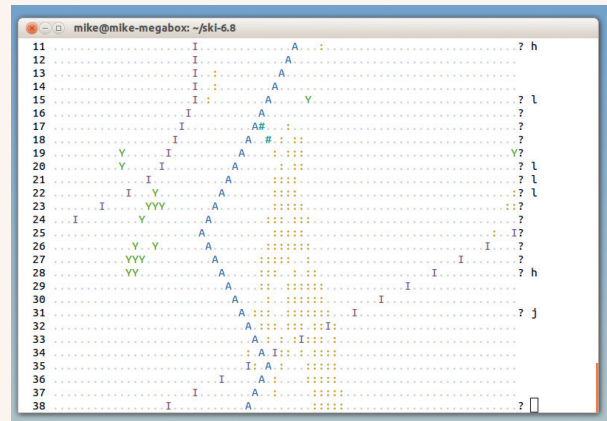 mike@mike-megabox: ~/ski-6.8
11 I A : ? h
12 I A
13 I : A
14 I : A
15 I : A Y ? l
16 I A ?
17 I A# : ?
18 I A # : :: ?
19 Y I A : ::: Y?
20 Y I A : :: ? l
21 I A :::: ? l
22 I Y A :::: :? l
23 I YYY A ::::: ::?
24 I Y A ::: ::: ?
25 A :::::: : I?
26 Y Y A ::::::: I ?
27 YYY A ::::: : I ?
28 YY A ::: : :: I ? h
29 A :: :::::: I
30 A : :::::: I
31 A ::: :::::: I ? j
32 A ::: ::: ::I:
33 A : : :I::: :
34 : A I:: : ::::
35 I: A : :::::
36 I A : :::::
37 I A : :::::
38 I A ::::: ?